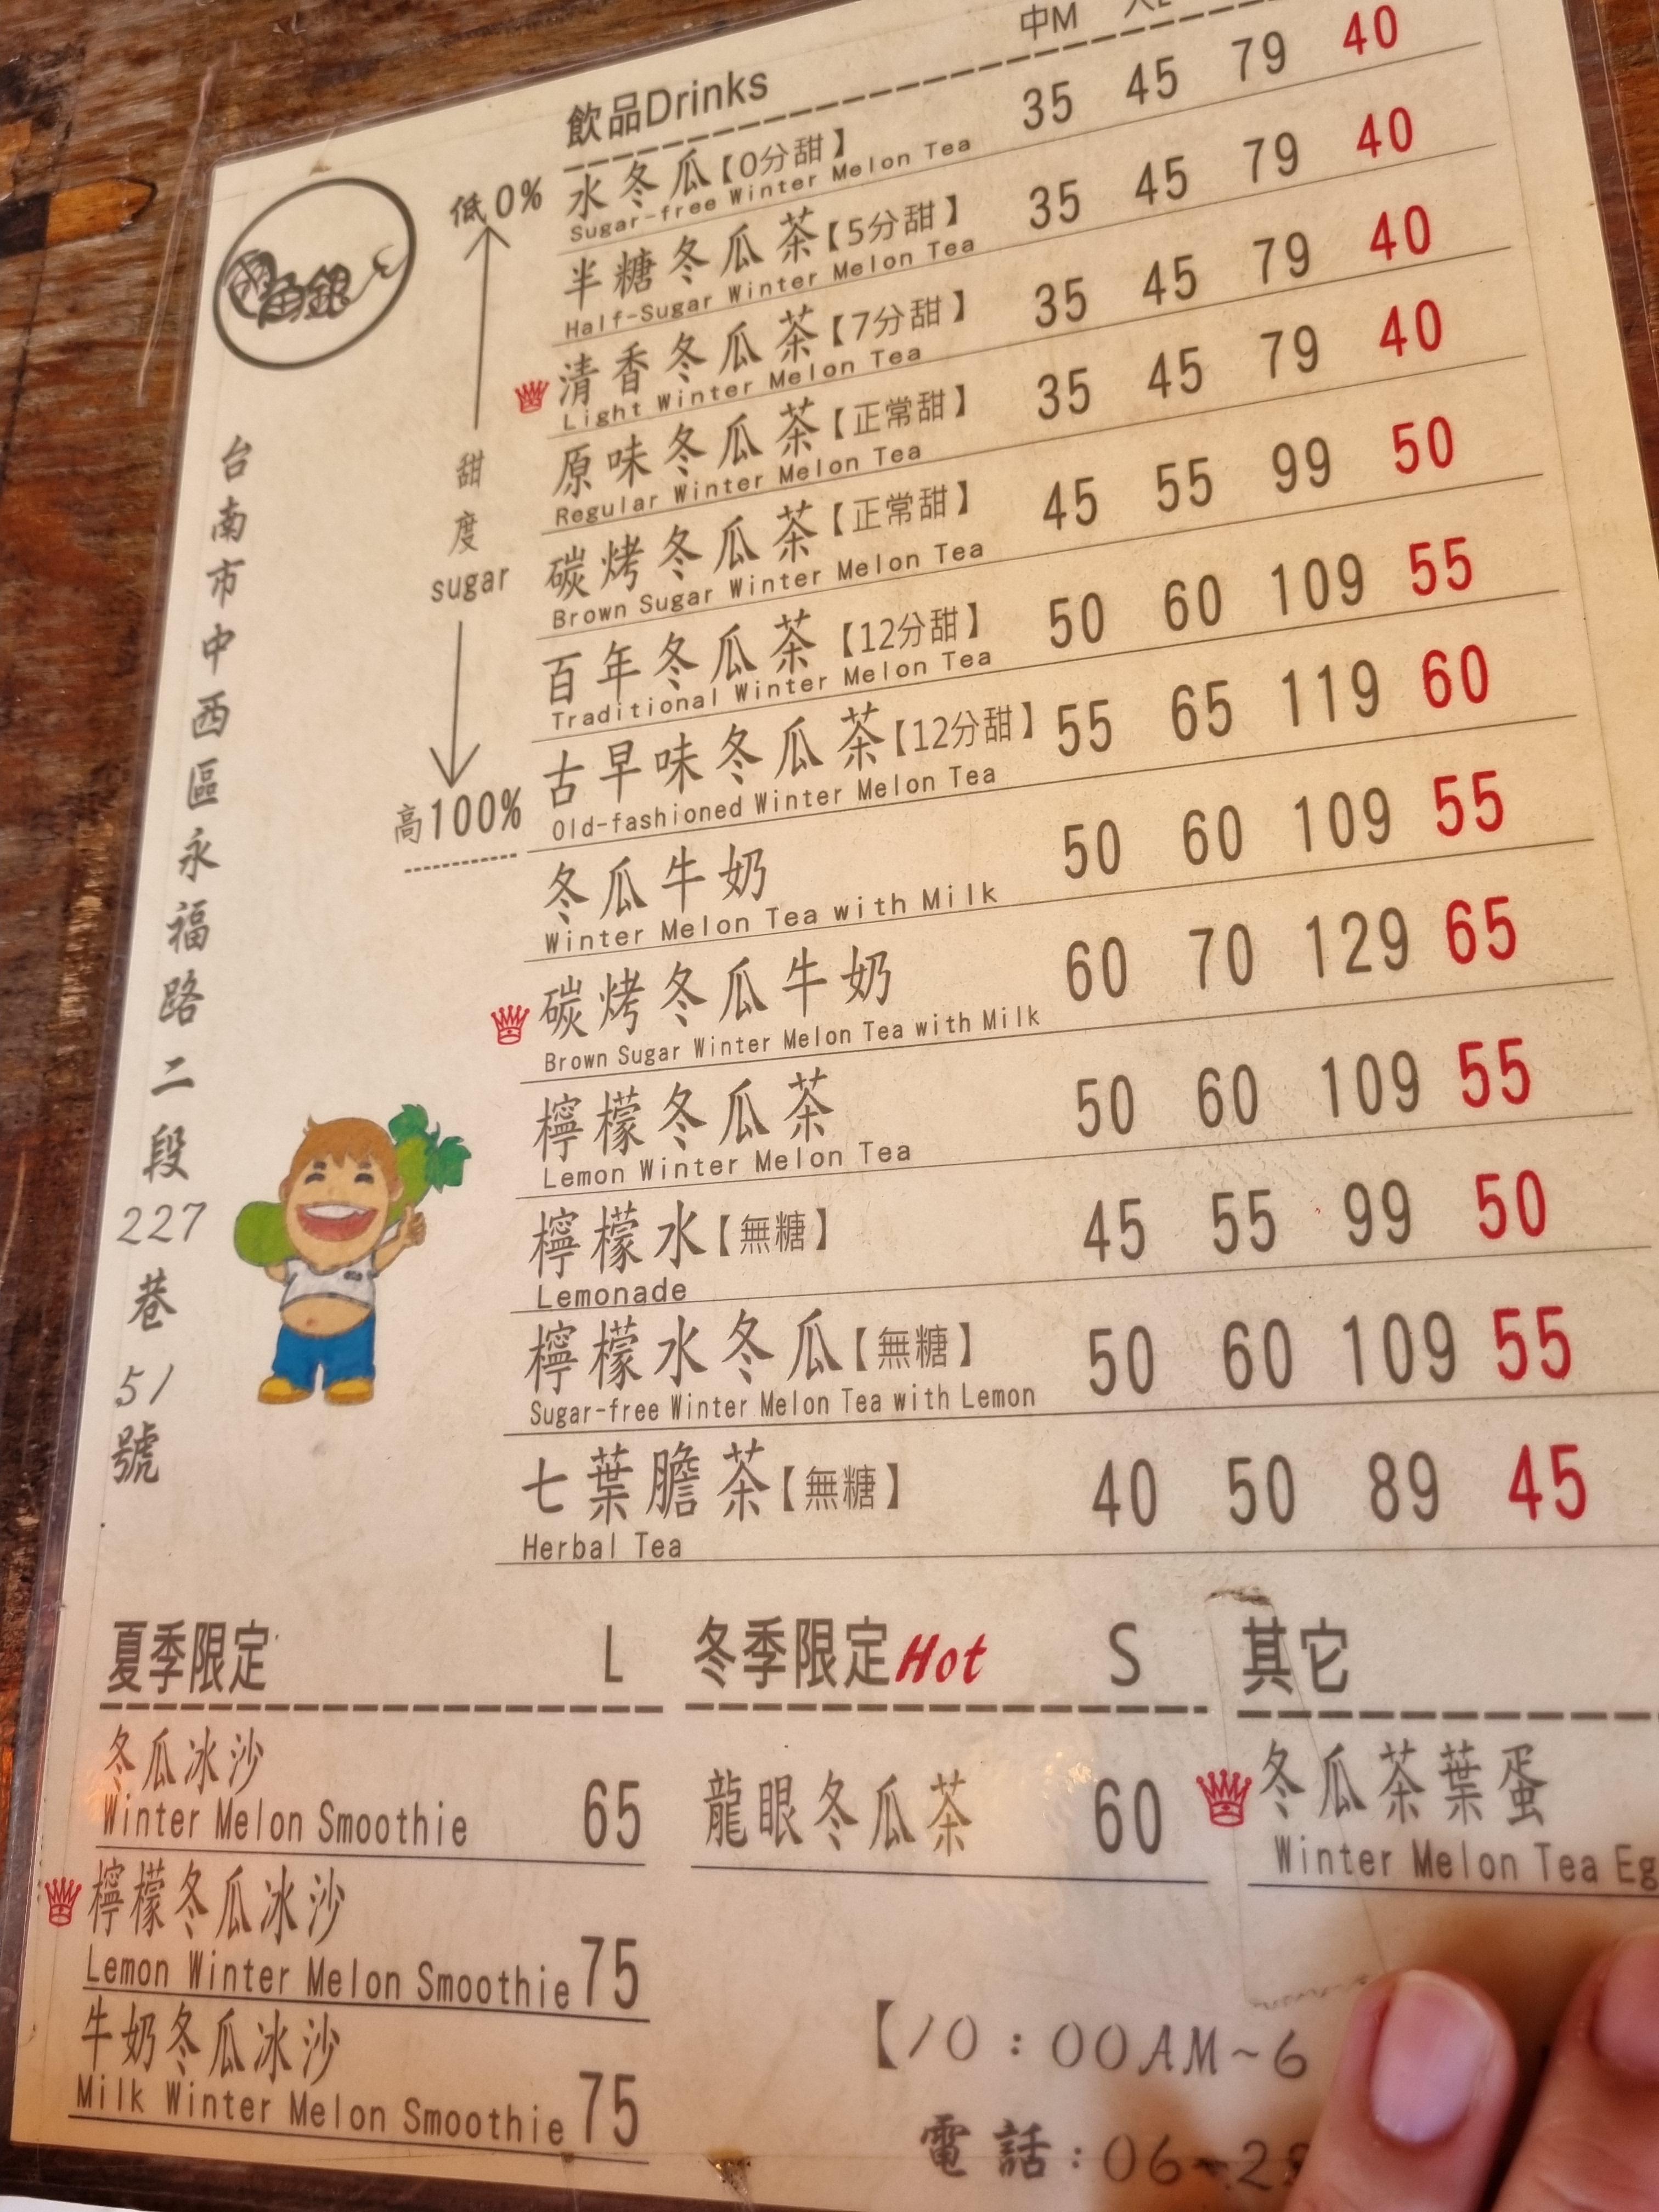 飲品Drinks 中M
低0% 水冬瓜【0分甜】 35 45 79 40
Sugar-free Winter Melon Tea
半糖冬瓜茶【5分甜】 35 45 79 40
Half-Sugar Winter Melon Tea
清香冬瓜茶【7分甜】 35 45 79 40
Light Winter Melon Tea
原味冬瓜茶【正常甜】 35 45 79 40
Regular Winter Melon Tea
甜度
sugar
碳烤冬瓜茶【正常甜】 45 55 99 50
Brown Sugar Winter Melon Tea
百年冬瓜茶【12分甜】 50 60 109 55
Traditional Winter Melon Tea
古早味冬瓜茶【12分甜】 55 65 119 60
Old-fashioned Winter Melon Tea
高100%
冬瓜牛奶 50 60 109 55
Winter Melon Tea with Milk
碳烤冬瓜牛奶 60 70 129 65
Brown Sugar Winter Melon Tea with Milk
檸檬冬瓜茶 50 60 109 55
Lemon Winter Melon Tea
檸檬水【無糖】 45 55 99 50
Lemonade
檸檬水冬瓜【無糖】 50 60 109 55
Sugar-free Winter Melon Tea with Lemon
七葉膽茶【無糖】 40 50 89 45
Herbal Tea
台南市中西區永福路二段227巷51號
夏季限定 L
冬瓜冰沙
Winter Melon Smoothie 65
檸檬冬瓜冰沙
Lemon Winter Melon Smoothie 75
牛奶冬瓜冰沙
Milk Winter Melon Smoothie 75
冬季限定Hot S
龍眼冬瓜茶 60
其它
冬瓜茶葉蛋
Winter Melon Tea Eg
【10:00AM~6
電話:06-2